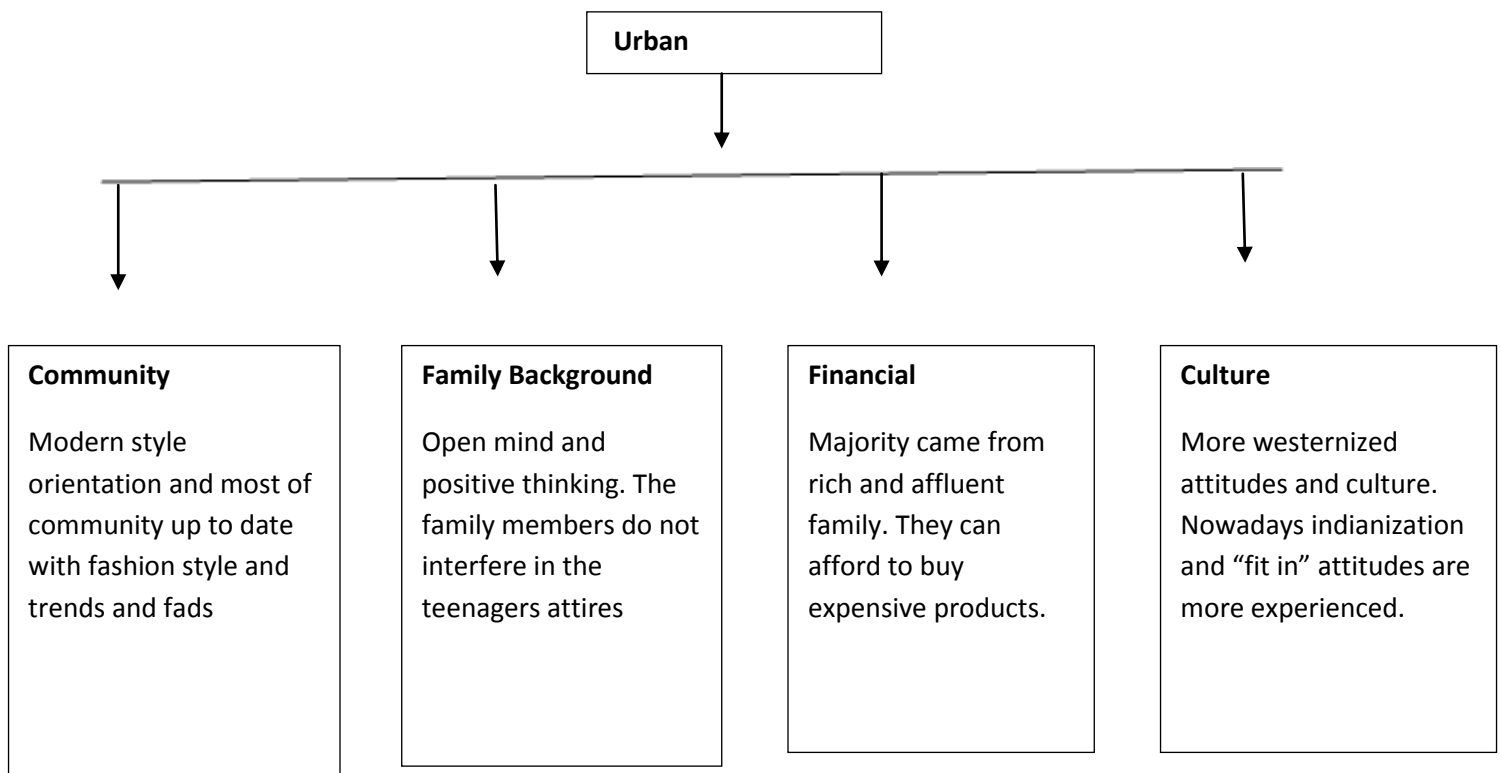 Urban
Community
Modern style
orientation and most of
community up to date
with fashion style and
trends and fads
Family Background
Open mind and
positive thinking. The
family members do not
interfere in the
teenagers attires
Financial
Majority came from
rich and affluent
family. They can
afford to buy
expensive products.
Culture
More westernized
attitudes and culture.
Nowadays indianization
and “fit in” attitudes are
more experienced.